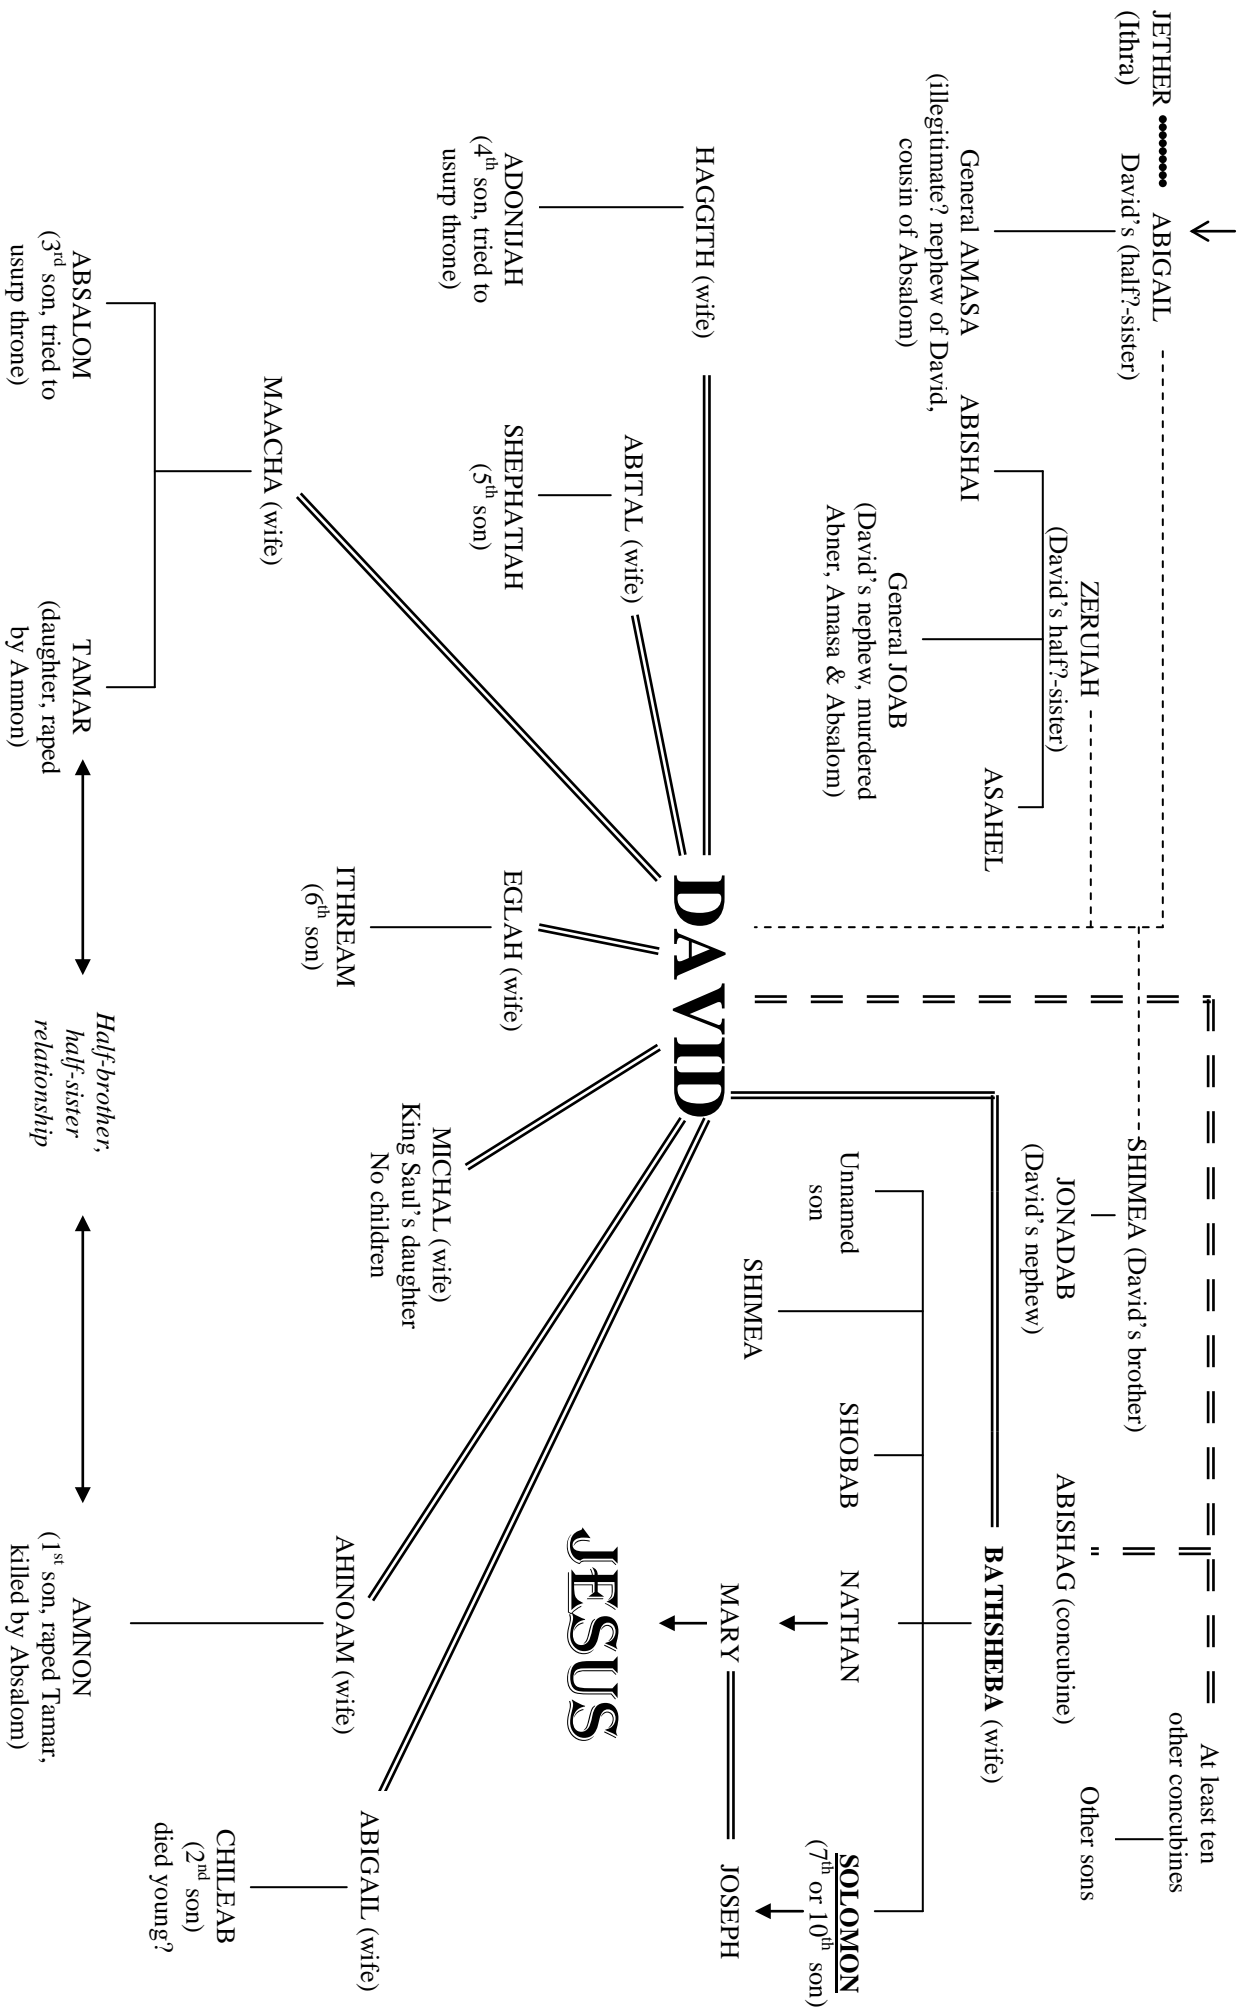 JETHER
(Ithra)
ABIGAIL
David's (half?-sister)
General AMASA
(illegitimate? nephew of David,
cousin of Absalom)
ZERUIAH
(David's half?-sister)
ABISHAI
General JOAB
(David's nephew, murdered
Abner, Amasa & Absalom)
ASAHEL
SHIMEA (David's brother)
JONADAB
(David's nephew)
At least ten
other concubines
Other sons
ABISHAG (concubine)
BATHSHEBA (wife)
Unnamed
son
SHIMEA
SHOBAB
NATHAN
SOLOMON
(7th or 10th son)
MARY
JOSEPH
JESUS
HAGGITH (wife)
ADONIJAH
(4th son, tried to
usurp throne)
DAVID
ABITAL (wife)
SHEPHATIAH
(5th son)
EGLAH (wife)
ITHREAM
(6th son)
MICHAL (wife)
King Saul's daughter
No children
MAACHA (wife)
ABSALOM
(3rd son, tried to
usurp throne)
TAMAR
(daughter, raped
by Amnon)
Half-brother,
half-sister
relationship
AHINOAM (wife)
AMNON
(1st son, raped Tamar,
killed by Absalom)
ABIGAIL (wife)
CHILEAB
(2nd son)
died young?